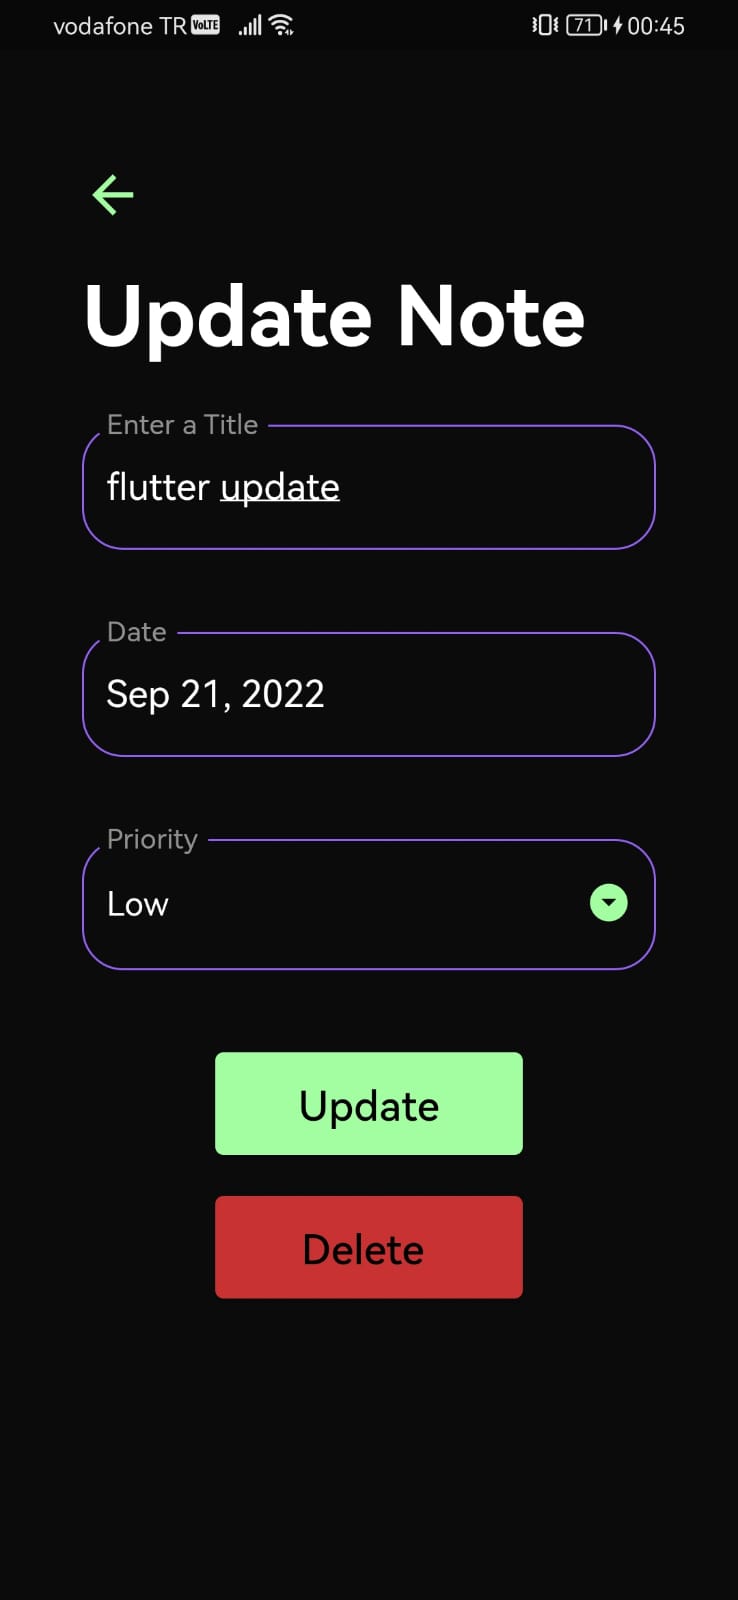 vodafone TR VoLTE 71 00:45
Update Note
Enter a Title
flutter update
Date
Sep 21, 2022
Priority
Low
Update
Delete